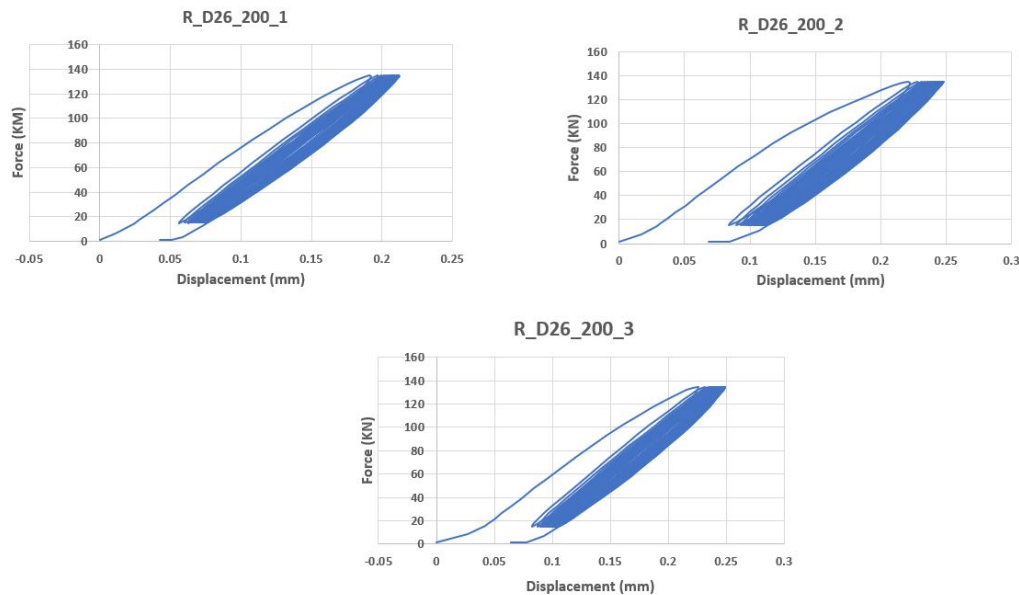 R_D26_200_1
160
140
120
100
80
60
40
20
0
-0.05 0 0.05 0.1 0.15 0.2 0.25
Force (KM)
Displacement (mm)
R_D26_200_2
160
140
120
100
80
60
40
20
0
0 0.05 0.1 0.15 0.2 0.25 0.3
Force (KN)
Displacement (mm)
R_D26_200_3
160
140
120
100
80
60
40
20
0
-0.05 0 0.05 0.1 0.15 0.2 0.25 0.3
Force (KN)
Displacement (mm)